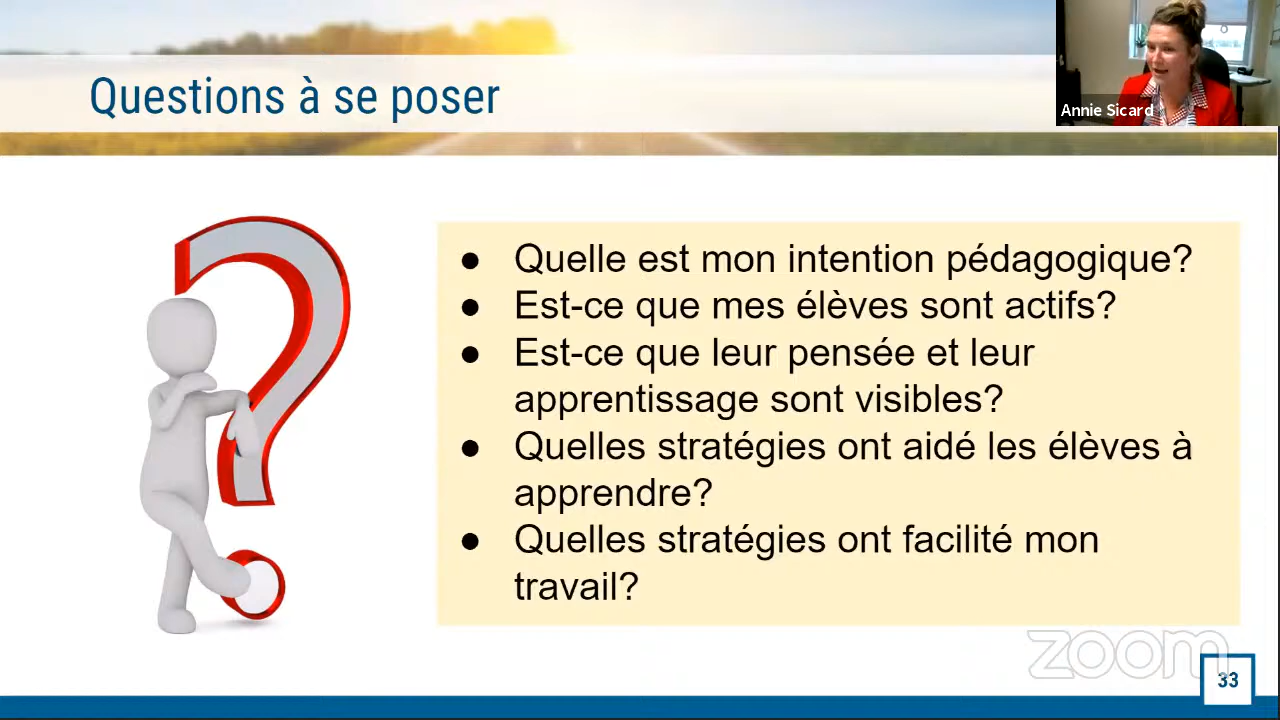 Questions à se poser
Annie Sicard
● Quelle est mon intention pédagogique?
● Est-ce que mes élèves sont actifs?
● Est-ce que leur pensée et leur
apprentissage sont visibles?
● Quelles stratégies ont aidé les élèves à
apprendre?
● Quelles stratégies ont facilité mon
travail?
zoom
33